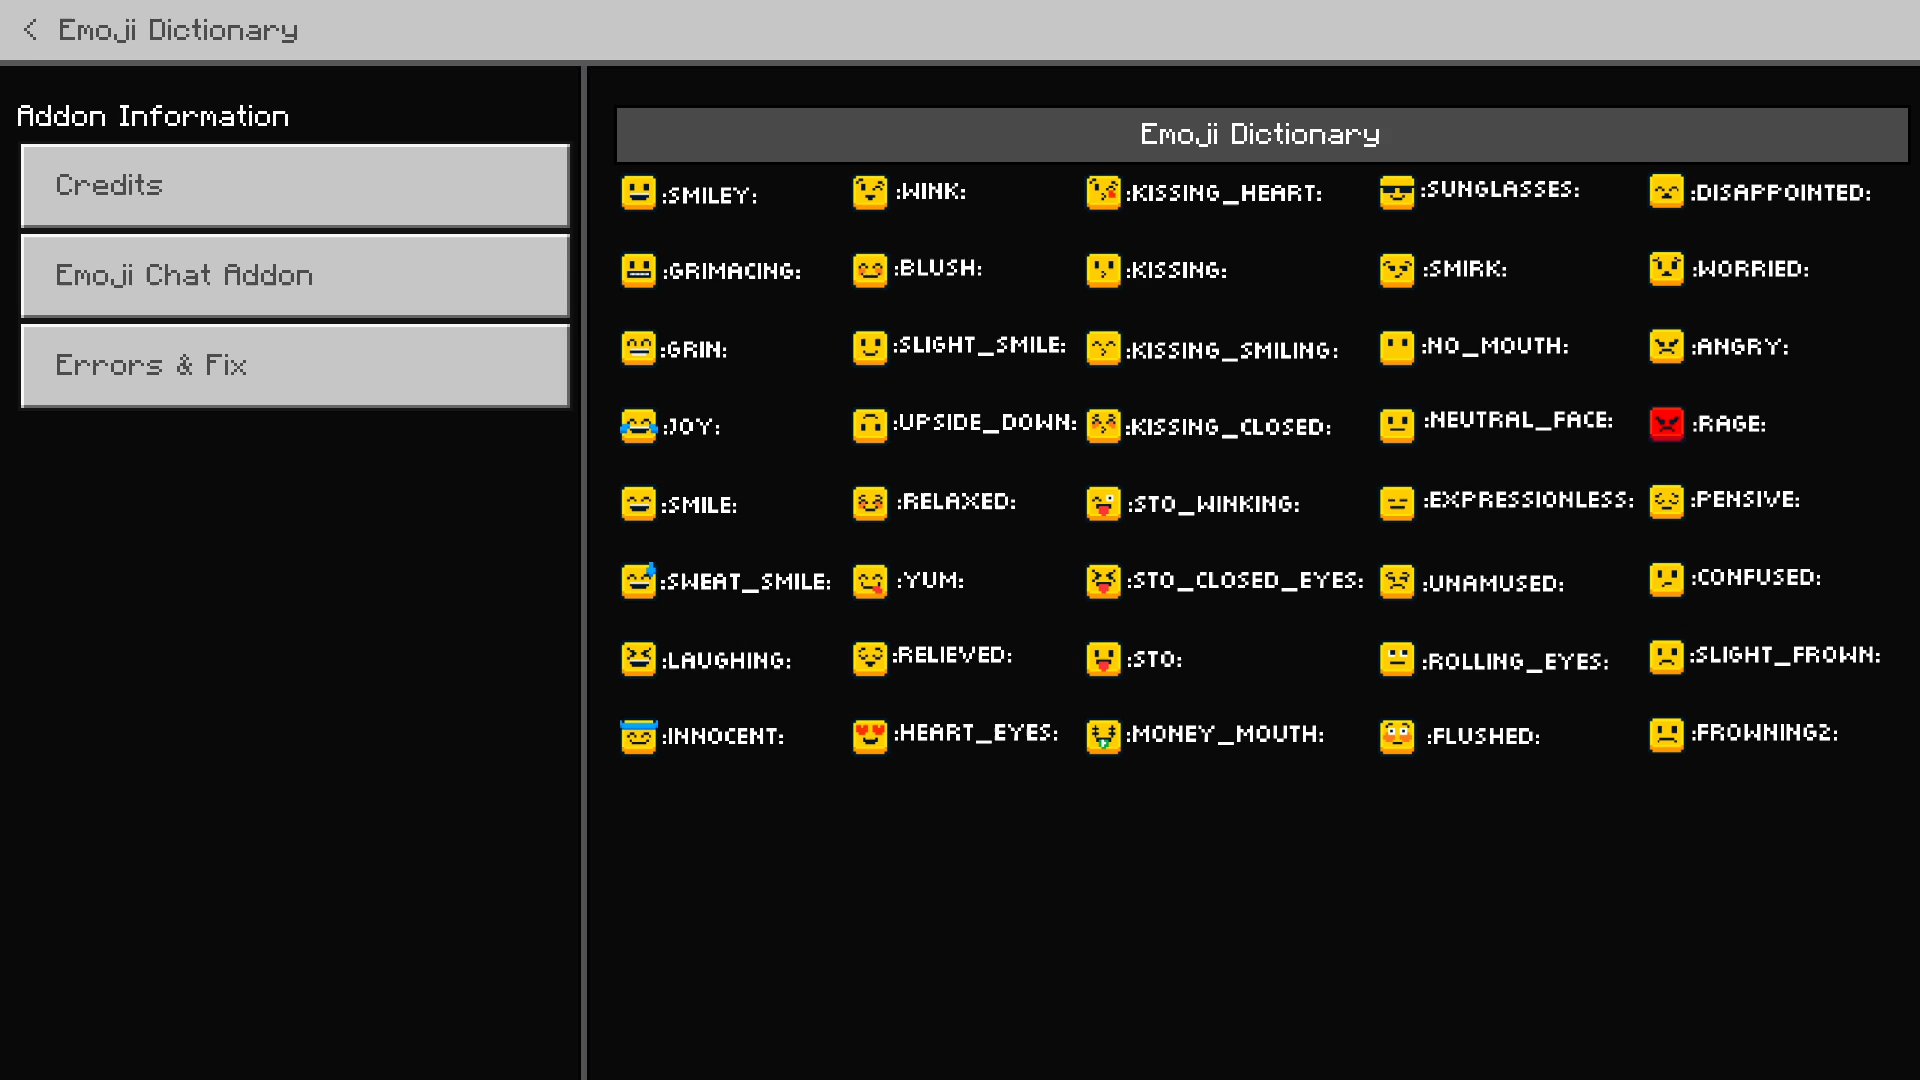 < Emoji Dictionary
Addon Information
Credits
Emoji Chat Addon
Errors & Fix
Emoji Dictionary
:SMILEY: :WINK: :KISSING_HEART: :SUNGLASSES: :DISAPPOINTED:
:GRIMACING: :BLUSH: :KISSING: :SMIRK: :WORRIED:
:GRIN: :SLIGHT_SMILE: :KISSING_SMILING: :NO_MOUTH: :ANGRY:
:JOY: :UPSIDE_DOWN: :KISSING_CLOSED: :NEUTRAL_FACE: :RAGE:
:SMILE: :RELAXED: :STO_WINKING: :EXPRESSIONLESS: :PENSIVE:
:SWEAT_SMILE: :YUM: :STO_CLOSED_EYES: :UNAMUSED: :CONFUSED:
:LAUGHING: :RELIEVED: :STO: :ROLLING_EYES: :SLIGHT_FROWN:
:INNOCENT: :HEART_EYES: :MONEY_MOUTH: :FLUSHED: :FROWNING2: